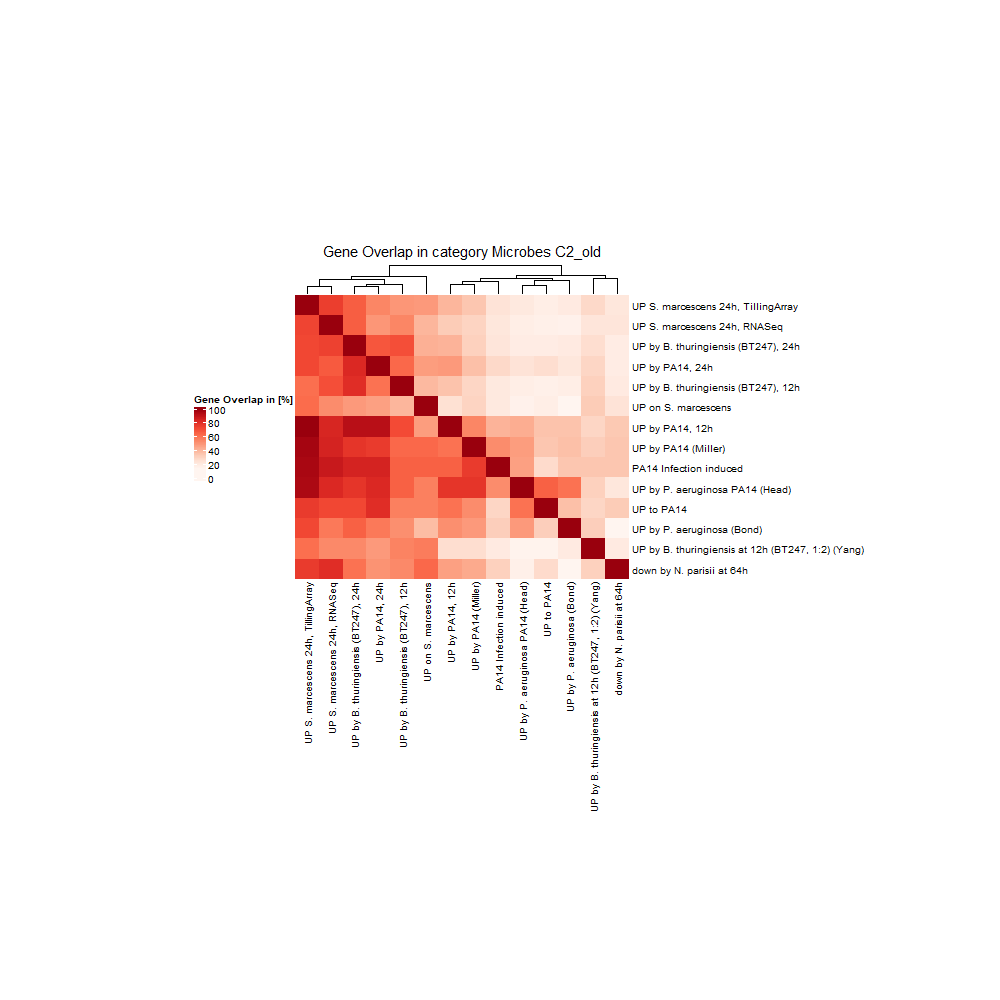 Gene Overlap in category Microbes C2_old
UP S. marcescens 24h, TillingArray
UP S. marcescens 24h, RNASeq
UP by B. thuringiensis (BT247), 24h
UP by PA14, 24h
UP by B. thuringiensis (BT247), 12h
UP on S. marcescens
UP by PA14, 12h
UP by PA14 (Miller)
PA14 Infection induced
UP by P. aeruginosa PA14 (Head)
UP to PA14
UP by P. aeruginosa (Bond)
UP by B. thuringiensis at 12h (BT247, 1:2) (Yang)
down by N. parisii at 64h
Gene Overlap in [%]
100
80
60
40
20
0
UP S. marcescens 24h, TillingArray
UP S. marcescens 24h, RNASeq
UP by B. thuringiensis (BT247), 24h
UP by PA14, 24h
UP by B. thuringiensis (BT247), 12h
UP on S. marcescens
UP by PA14, 12h
UP by PA14 (Miller)
PA14 Infection induced
UP by P. aeruginosa PA14 (Head)
UP to PA14
UP by P. aeruginosa (Bond)
UP by B. thuringiensis at 12h (BT247, 1:2) (Yang)
down by N. parisii at 64h